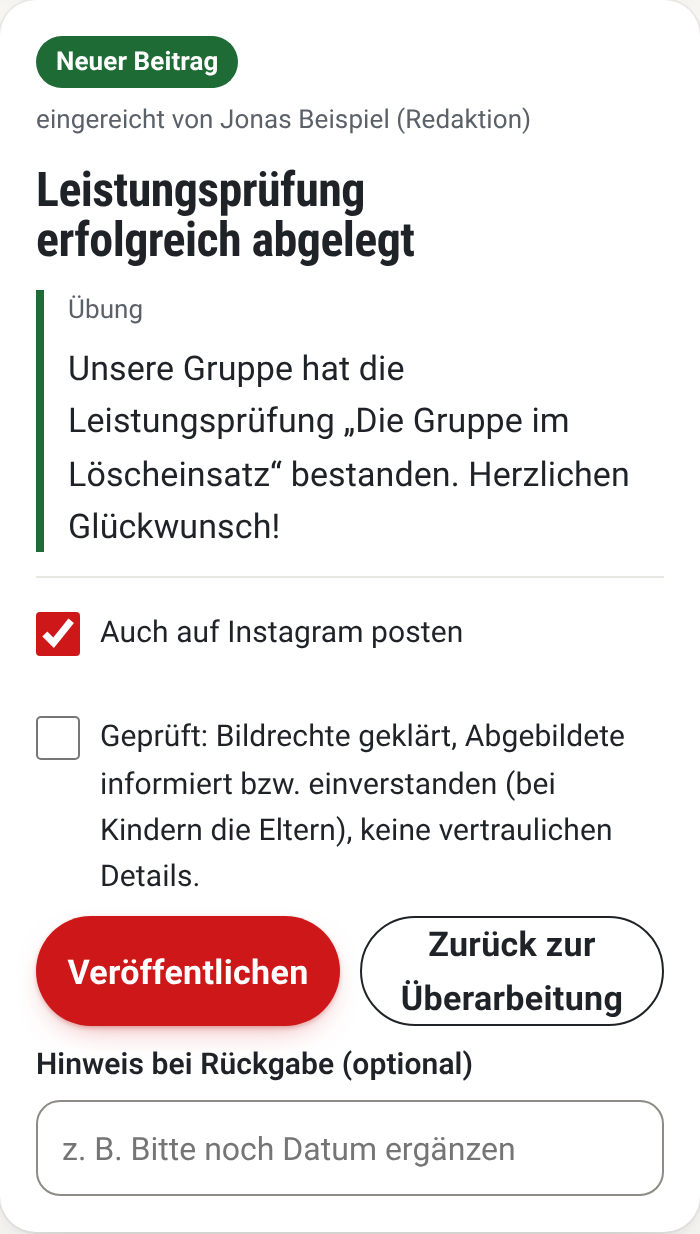 Neuer Beitrag
eingereicht von Jonas Beispiel (Redaktion)
Leistungsprüfung
erfolgreich abgelegt
Übung
Unsere Gruppe hat die
Leistungsprüfung „Die Gruppe im
Löscheinsatz“ bestanden. Herzlichen
Glückwunsch!
Auch auf Instagram posten
Geprüft: Bildrechte geklärt, Abgebildete
informiert bzw. einverstanden (bei
Kindern die Eltern), keine vertraulichen
Details.
Veröffentlichen
Zurück zur
Überarbeitung
Hinweis bei Rückgabe (optional)
z. B. Bitte noch Datum ergänzen